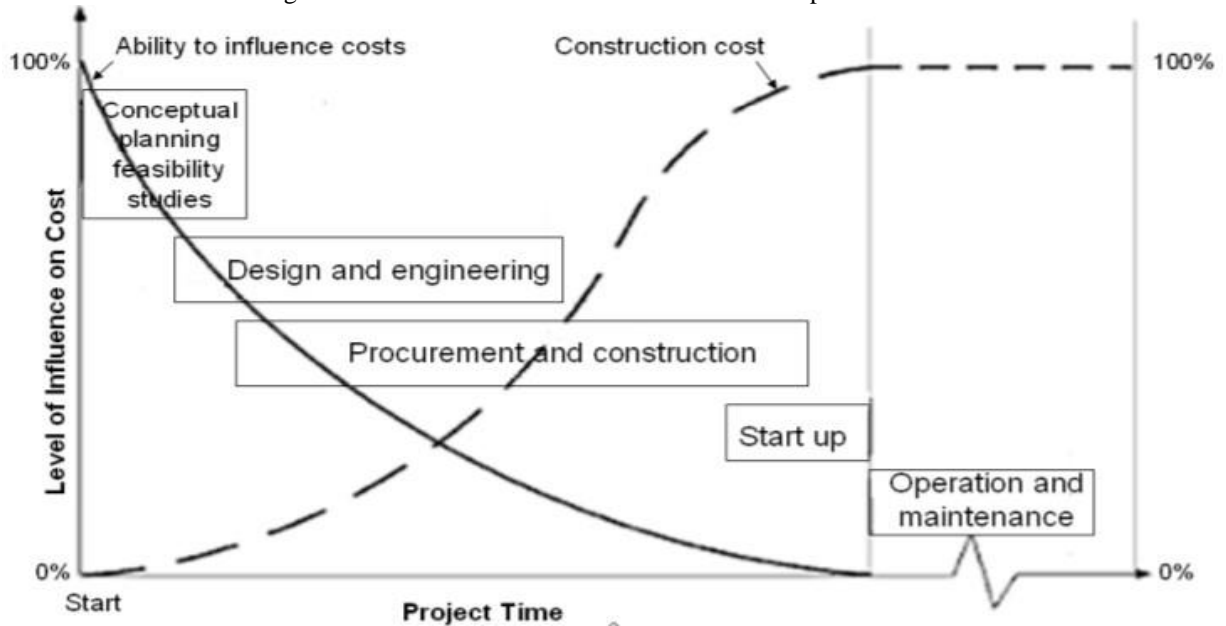 Ability to influence costs
Construction cost
100%
100%
Conceptual
planning
feasibility
studies
Level of Influence on Cost
Design and engineering
Procurement and construction
Start up
Operation and
maintenance
0%
0%
Start
Project Time